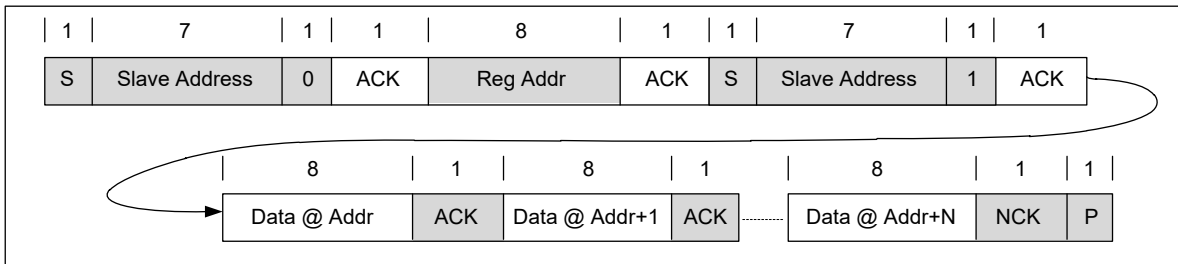 | 1 | 7 | 1 | 1 | 8 | 1 | 1 | 7 | 1 | 1
S Slave Address 0 ACK Reg Addr ACK S Slave Address 1 ACK
| 8 | 1 | 8 | 1 | | 8 | 1 | 1 |
Data @ Addr ACK Data @ Addr+1 ACK Data @ Addr+N NCK P